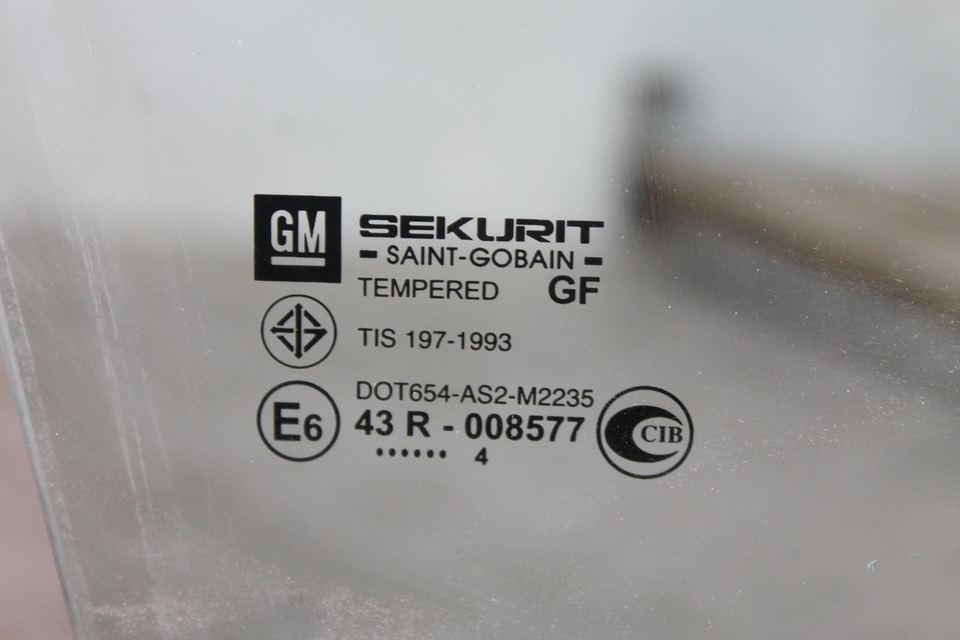 GM
SEKURIT
SAINT-GOBAIN
TEMPERED GF
TIS 197-1993
DOT654-AS2-M2235
E6 43 R - 008577
CIB
...... 4